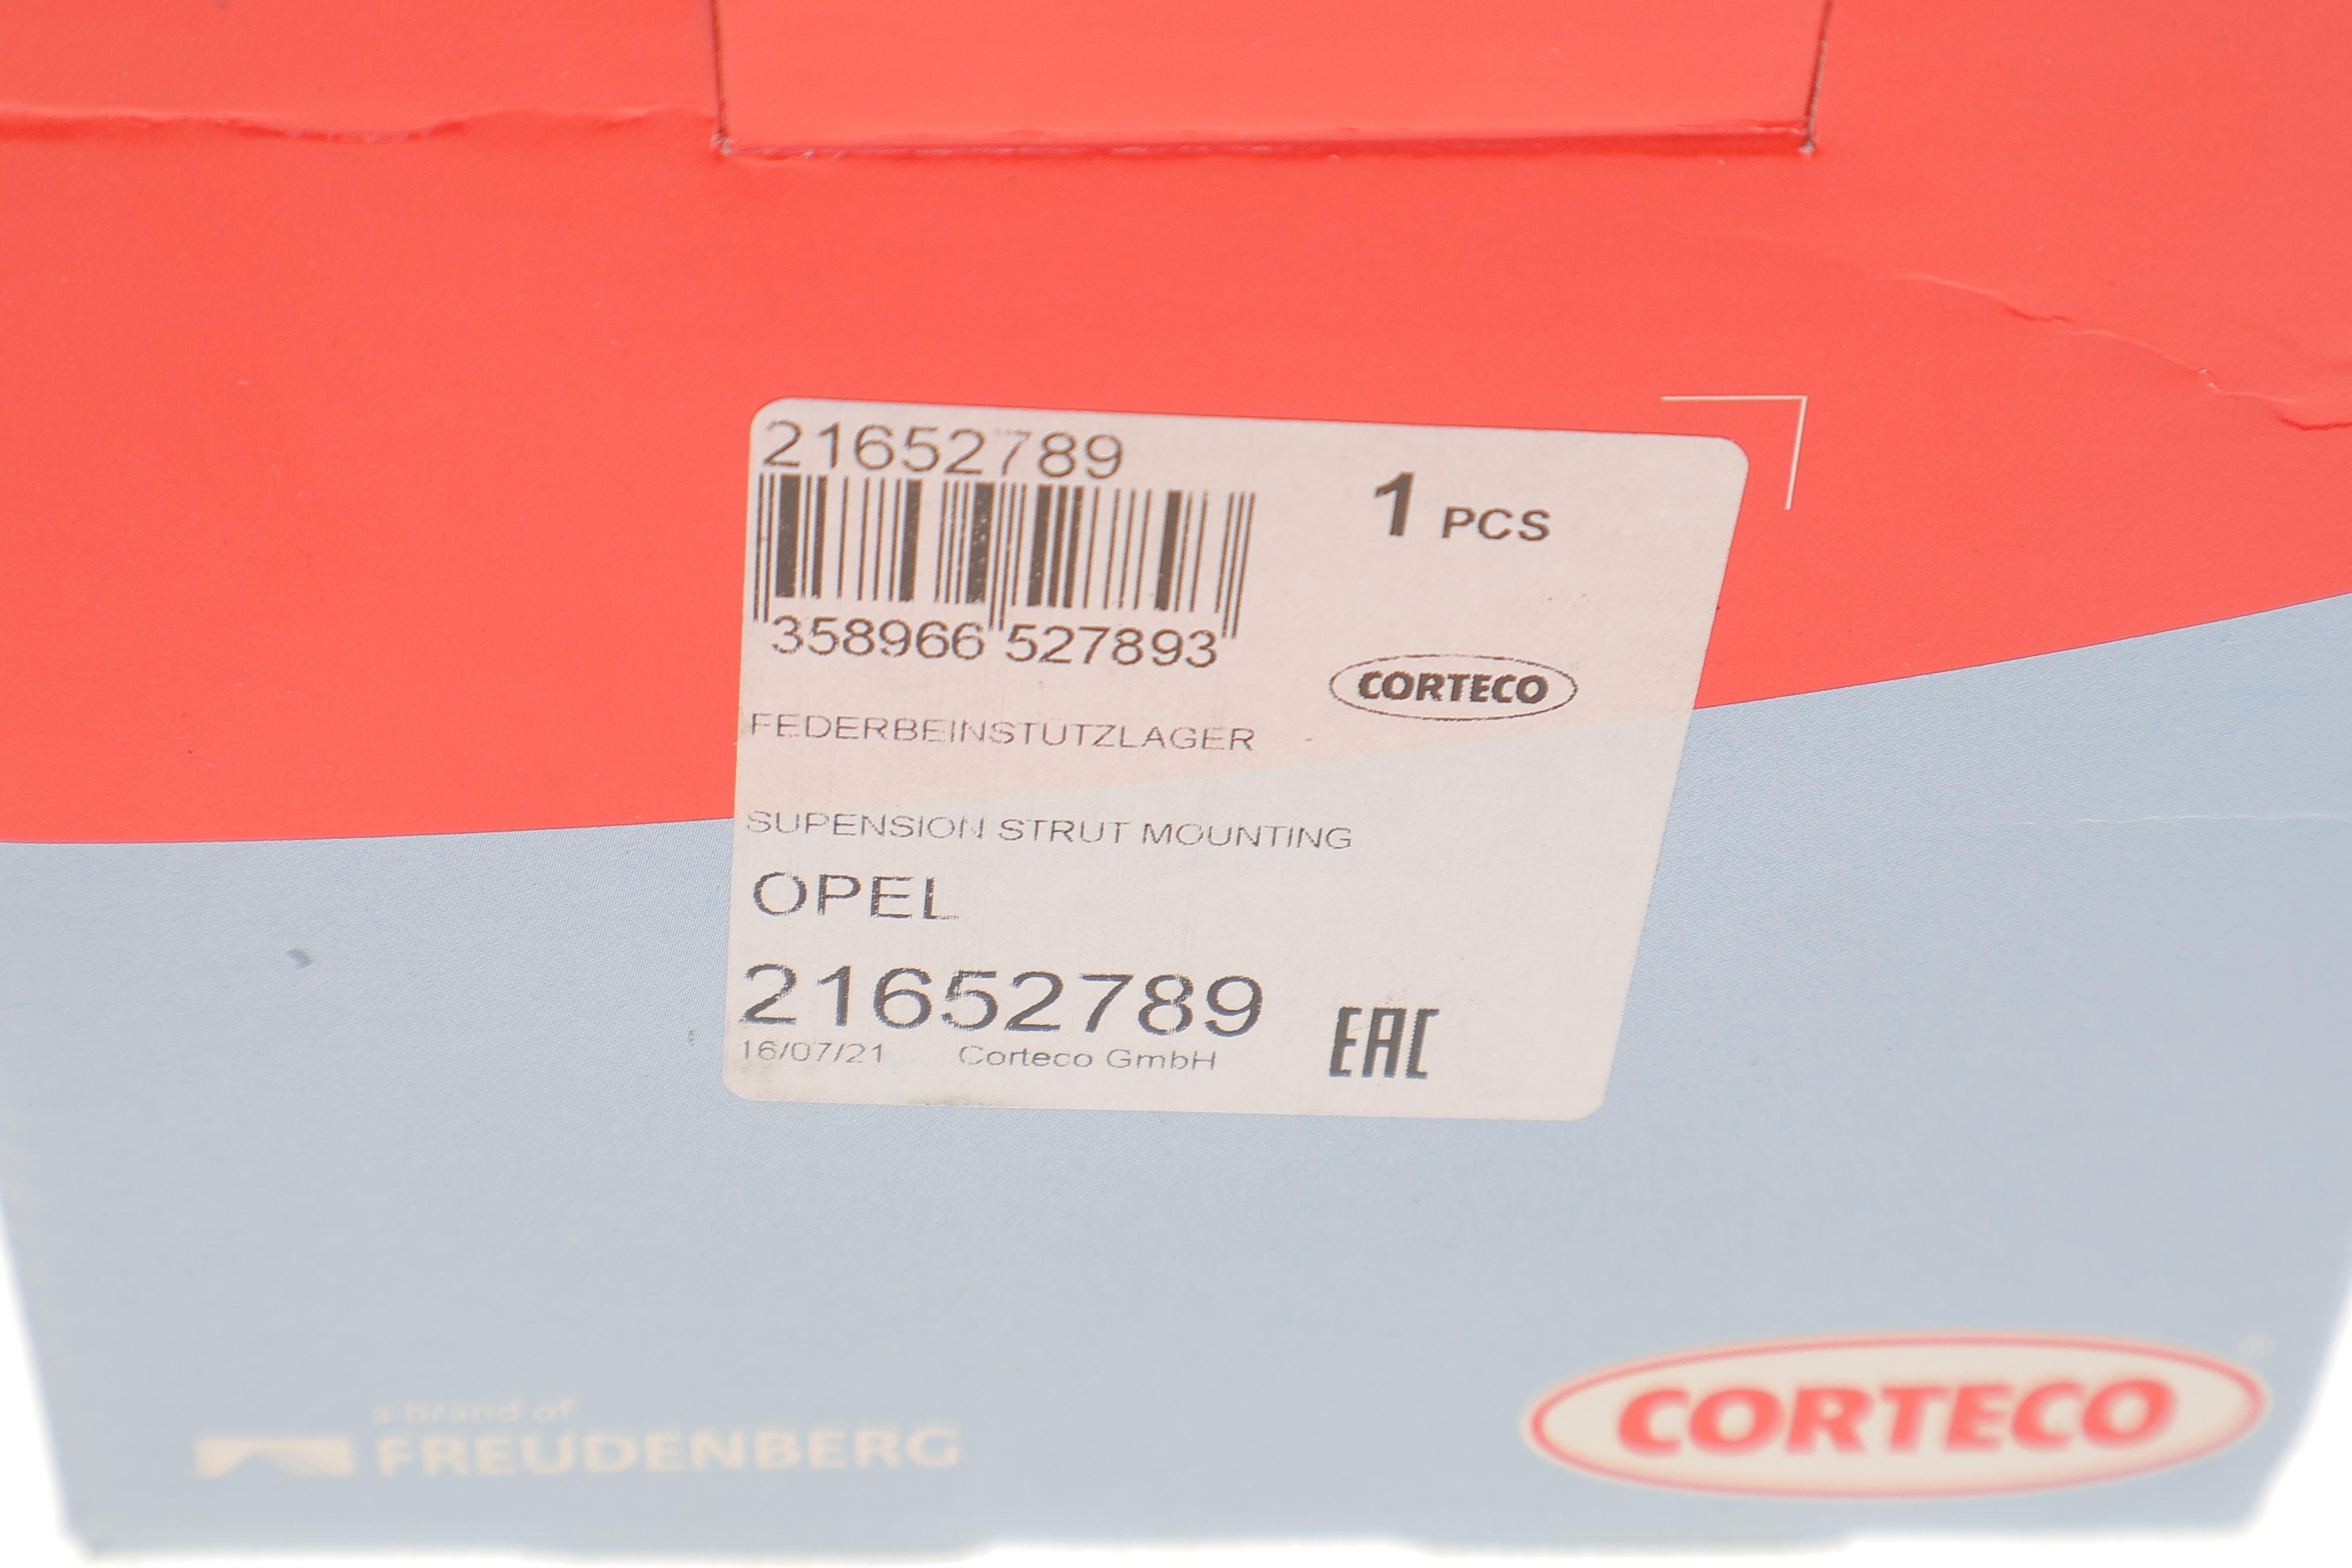 21652789
1 PCS
358966 527893
CORTECO
FEDERBEINSTUTZLAGER
SUPENSION STRUT MOUNTING
OPEL
21652789
16/07/21 Corteco GmbH
EAC
a brand of
FREUDENBERG
CORTECO